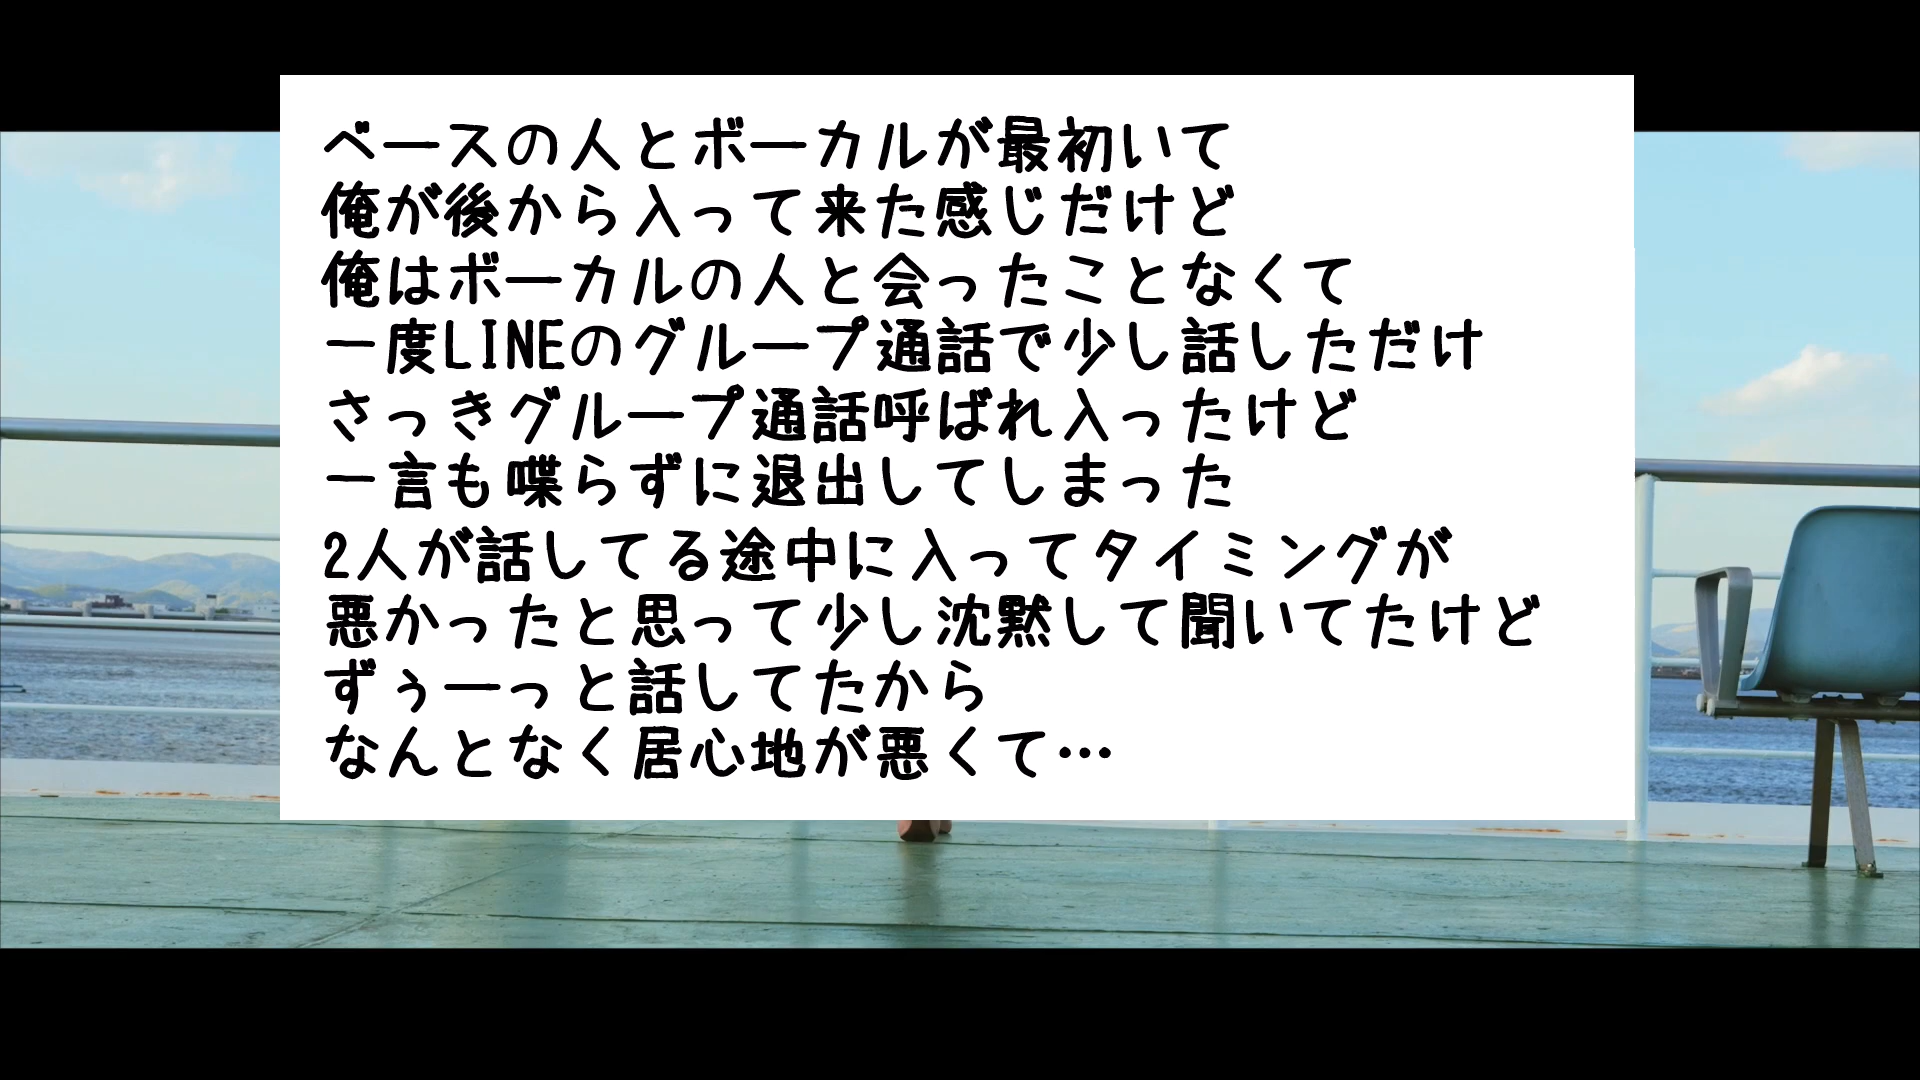 ベースの人とボーカルが最初いて
俺が後から入って来た感じだけど
俺はボーカルの人と会ったことなくて
一度LINEのグループ通話で少し話しただけ
さっきグループ通話呼ばれ入ったけど
一言も喋らずに退出してしまった
2人が話してる途中に入ってタイミングが
悪かったと思って少し沈黙して聞いてたけど
ずぅーっと話してたから
なんとなく居心地が悪くて…